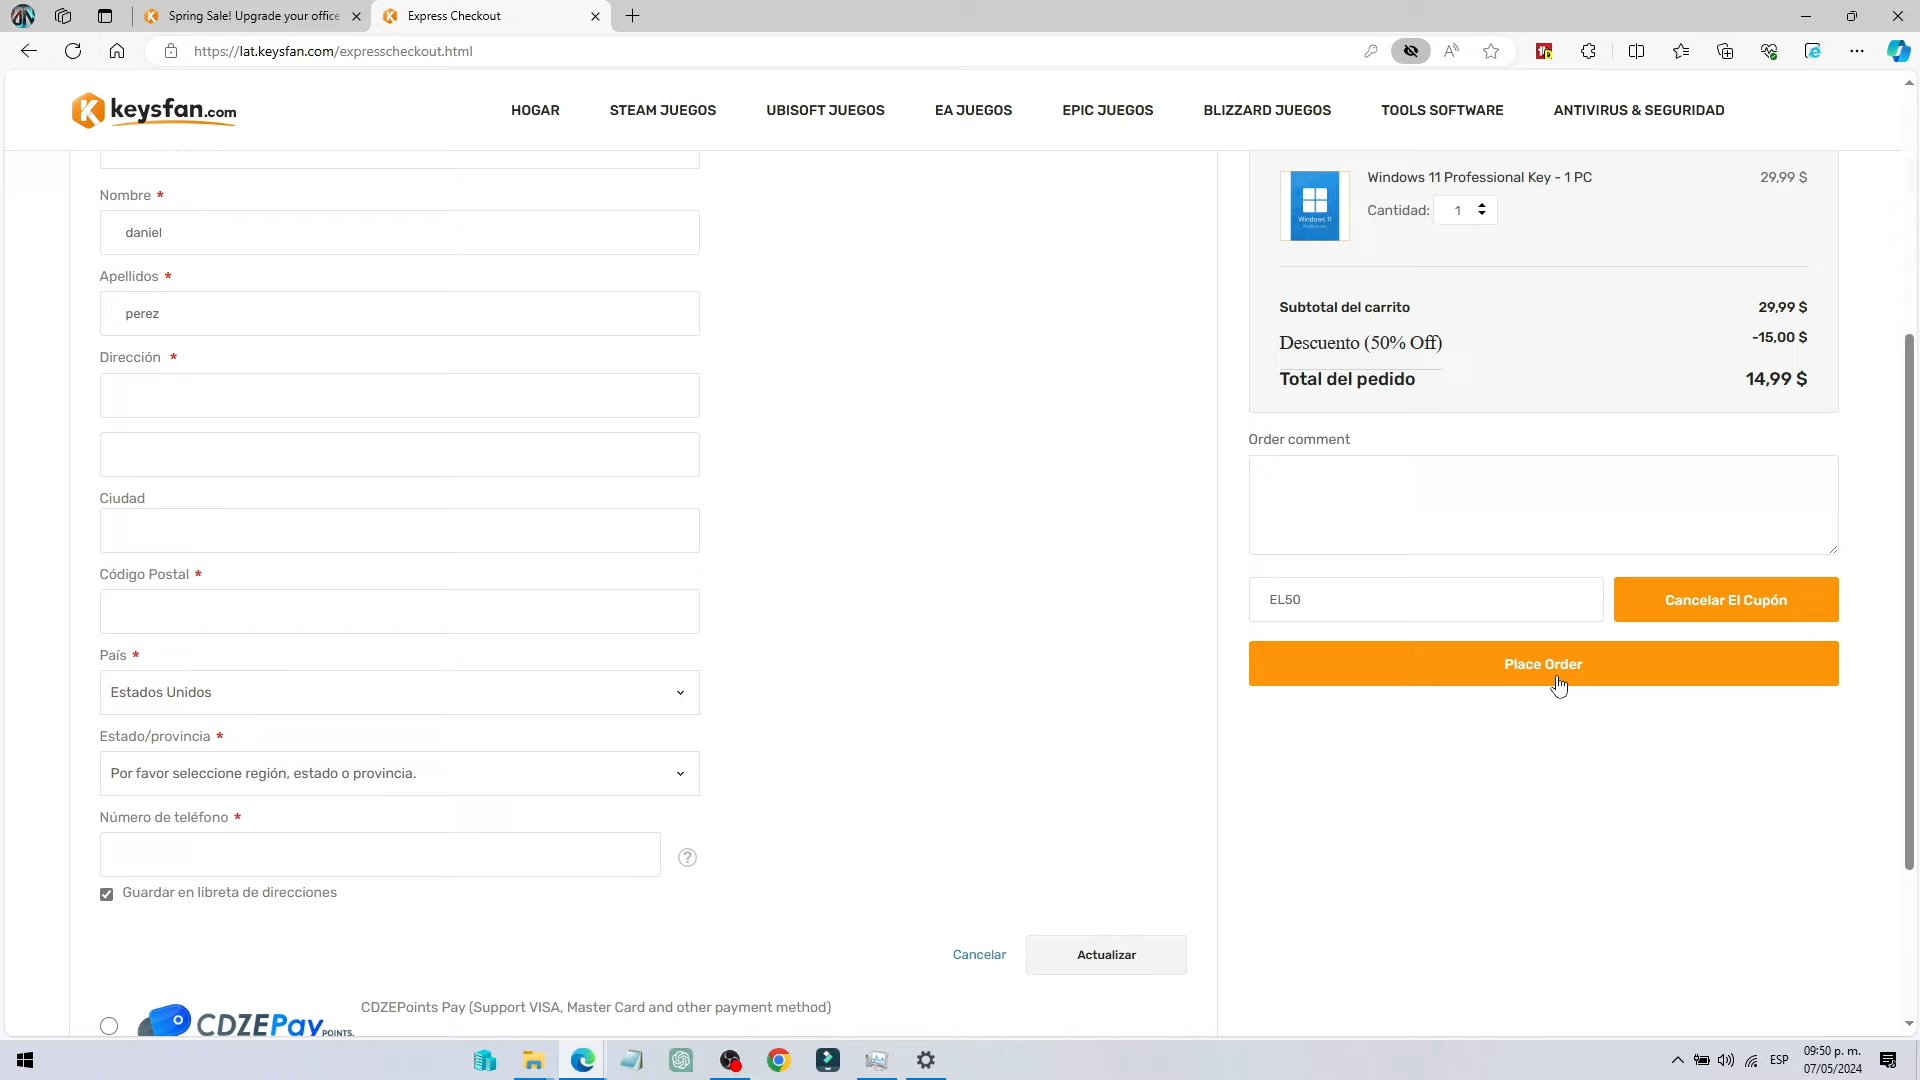 Spring Sale! Upgrade your office
Express Checkout
https://lat.keysfan.com/expresscheckout.html
keysfan.com
HOGAR
STEAM JUEGOS
UBISOFT JUEGOS
EA JUEGOS
EPIC JUEGOS
BLIZZARD JUEGOS
TOOLS SOFTWARE
ANTIVIRUS & SEGURIDAD
Nombre *
daniel
Apellidos *
perez
Dirección *
Ciudad
Código Postal *
País *
Estados Unidos
Estado/provincia *
Por favor seleccione región, estado o provincia.
Número de teléfono *
?
Guardar en libreta de direcciones
Cancelar
Actualizar
CDZEPay POINTS.
CDZEPoints Pay (Support VISA, Master Card and other payment method)
Windows 11 Professional Key - 1 PC
29,99 $
Cantidad: 1
Windows 11
Subtotal del carrito
29,99 $
Descuento (50% Off)
-15,00 $
Total del pedido
14,99 $
Order comment
EL50
Cancelar El Cupón
Place Order
ESP
09:50 p. m.
07/05/2024